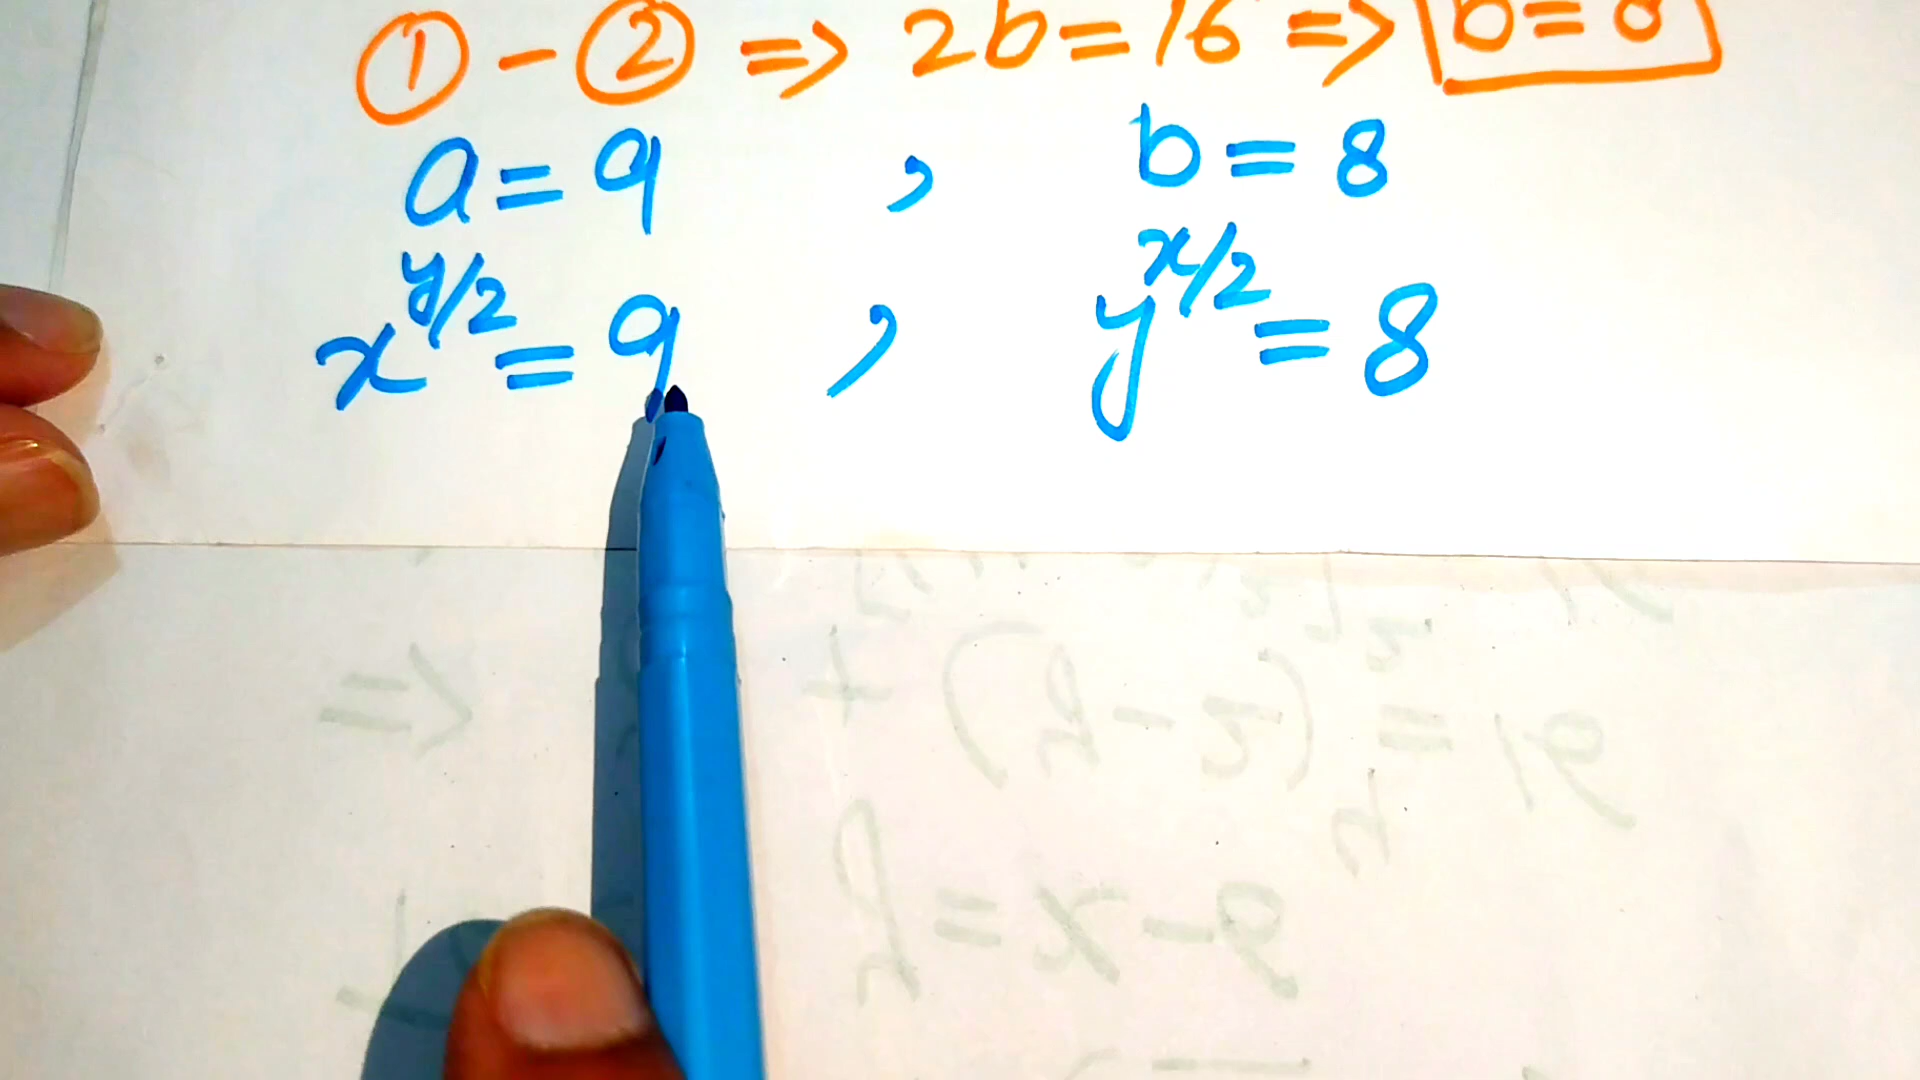 ① - ② => 2b = 16 => b = 8
a = 9 , b = 8
x^{y/2} = 9 , y^{x/2} = 8